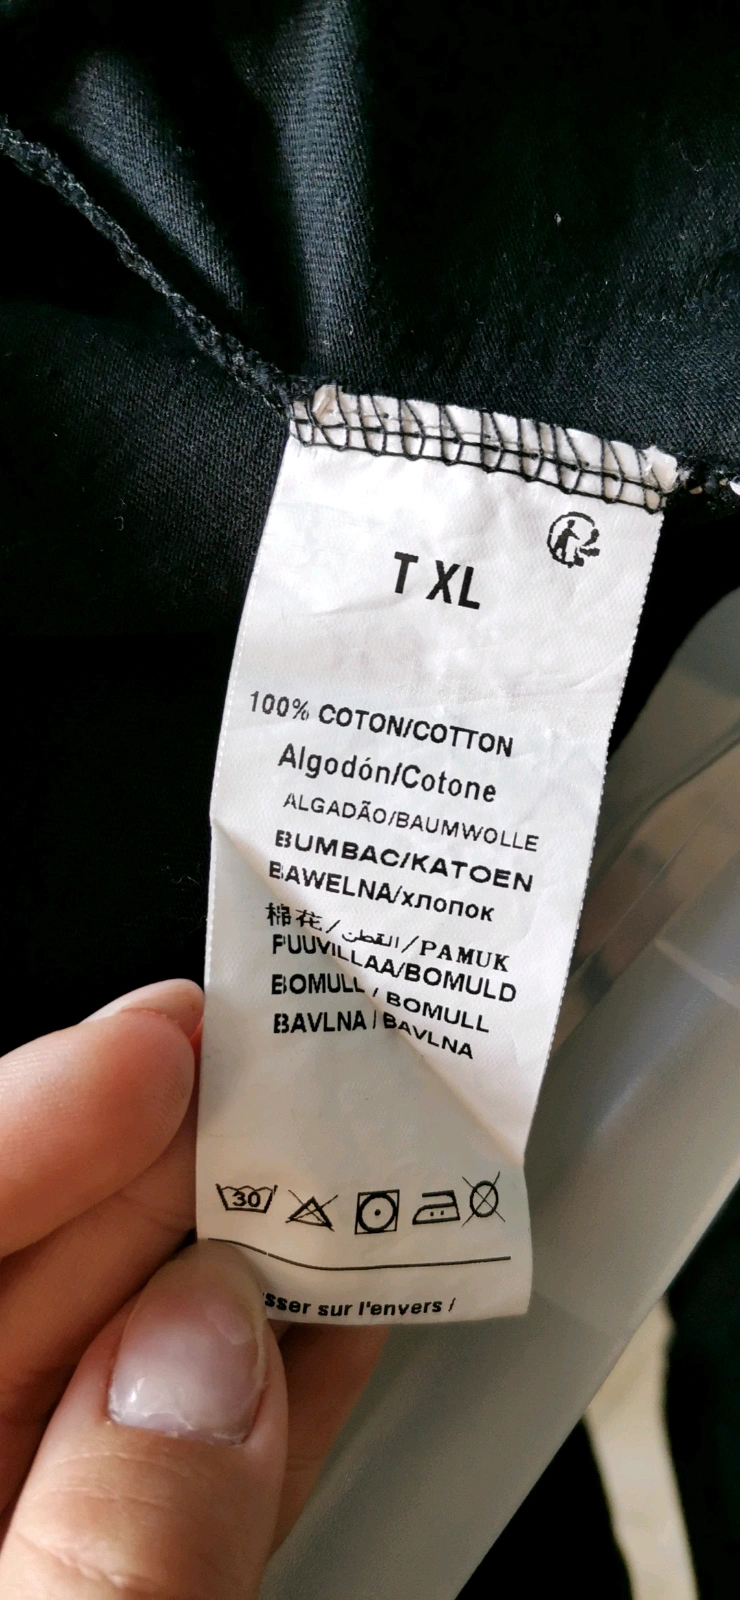 T XL
100% COTON/COTTON
Algodón/Cotone
ALGADÃO/BAUMWOLLE
BUMBAC/KATOEN
BAWELNA/хлопок
棉花/القطن/PAMUK
PUUVILLAA/BOMULD
BOMULL / BOMULL
BAVLNA / BAVLNA
30
sser sur l'envers /